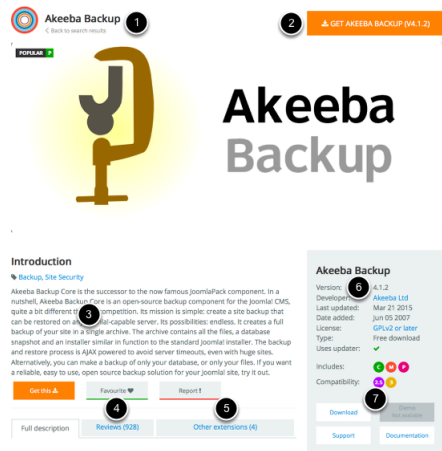 Akeeba Backup
1
< Back to search results
2
GET AKEEBA BACKUP (V4.1.2)
POPULAR P
Akeeba
Backup
Introduction
Backup, Site Security
Akeeba Backup Core is the successor to the now famous JoomlaPack component. In a
nutshell, Akeeba Backup Core is an open-source backup component for the Joomla! CMS,
quite a bit different th competition. Its mission is simple: create a site backup that
can be restored on an 3 al-capable server. Its possibilities: endless. It creates a full
backup of your site in a single archive. The archive contains all the files, a database
snapshot and an installer similar in function to the standard Joomla! Installer. The backup
and restore process is AJAX powered to avoid server timeouts, even with huge sites.
Alternatively, you can make a backup of only your database, or only your files. If you want
a reliable, easy to use, open source backup solution for your Joomla! site, try it out.
Get this
Favourite
Report !
4
5
Full description
Reviews (928)
Other extensions (4)
Akeeba Backup
Version: 6 4.1.2
Developer: Akeeba Ltd
Last updated: Mar 21 2015
Date added: Jun 05 2007
License: GPLv2 or later
Type: Free download
Uses updater:
Includes: C M P
Compatibility: 2.5 3
7
Download
Demo
Not available
Support
Documentation